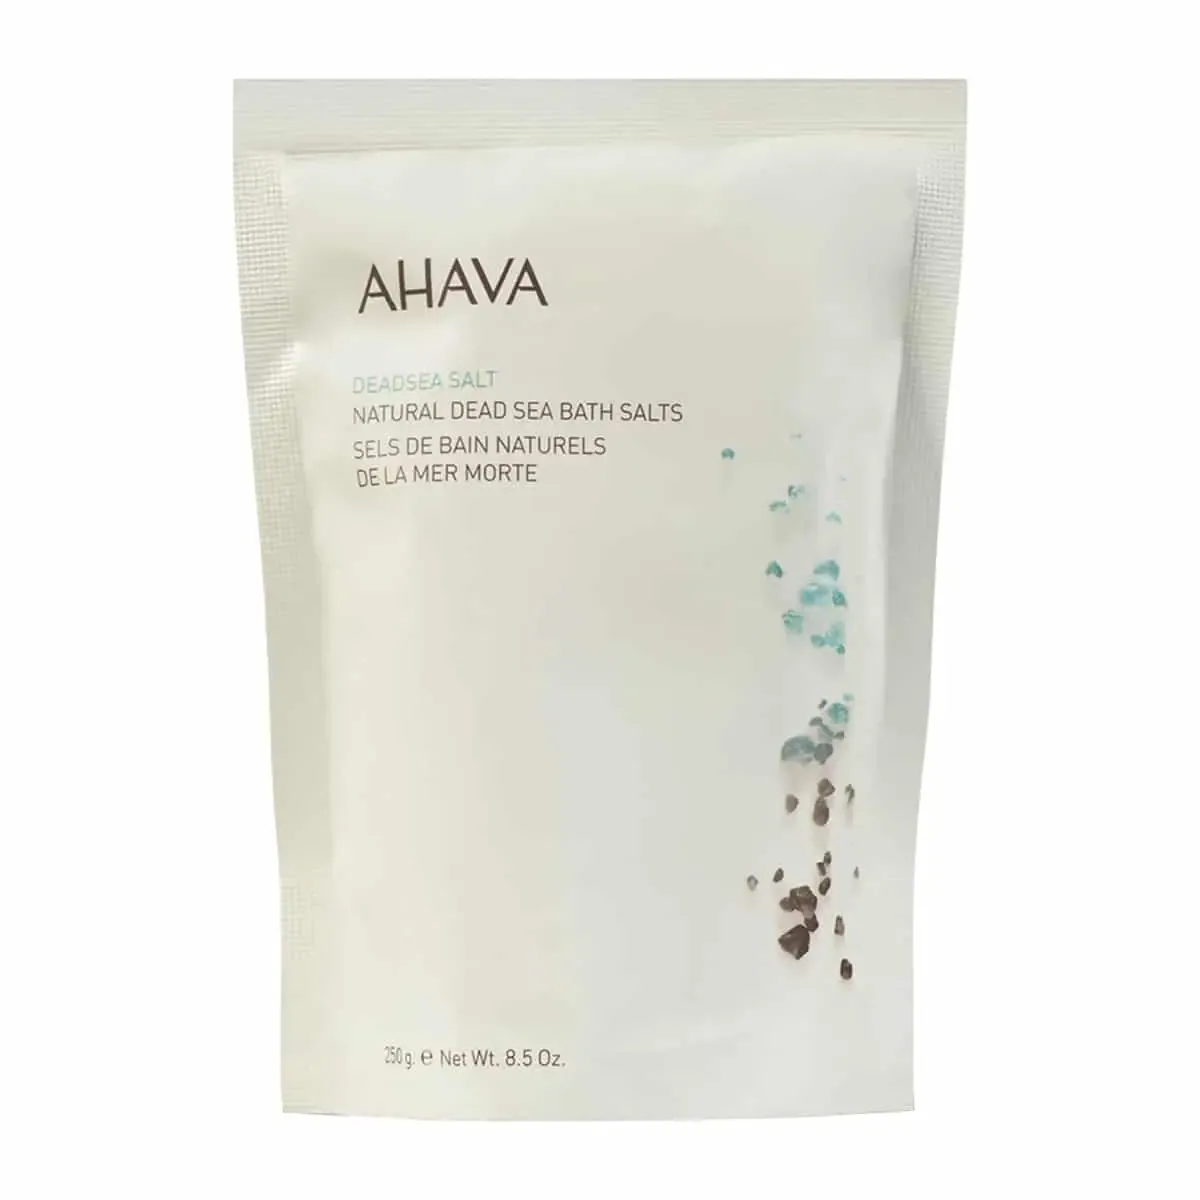 AHAVA
DEADSEA SALT
NATURAL DEAD SEA BATH SALTS
SELS DE BAIN NATURELS
DE LA MER MORTE
250 g. e Net Wt. 8.5 Oz.